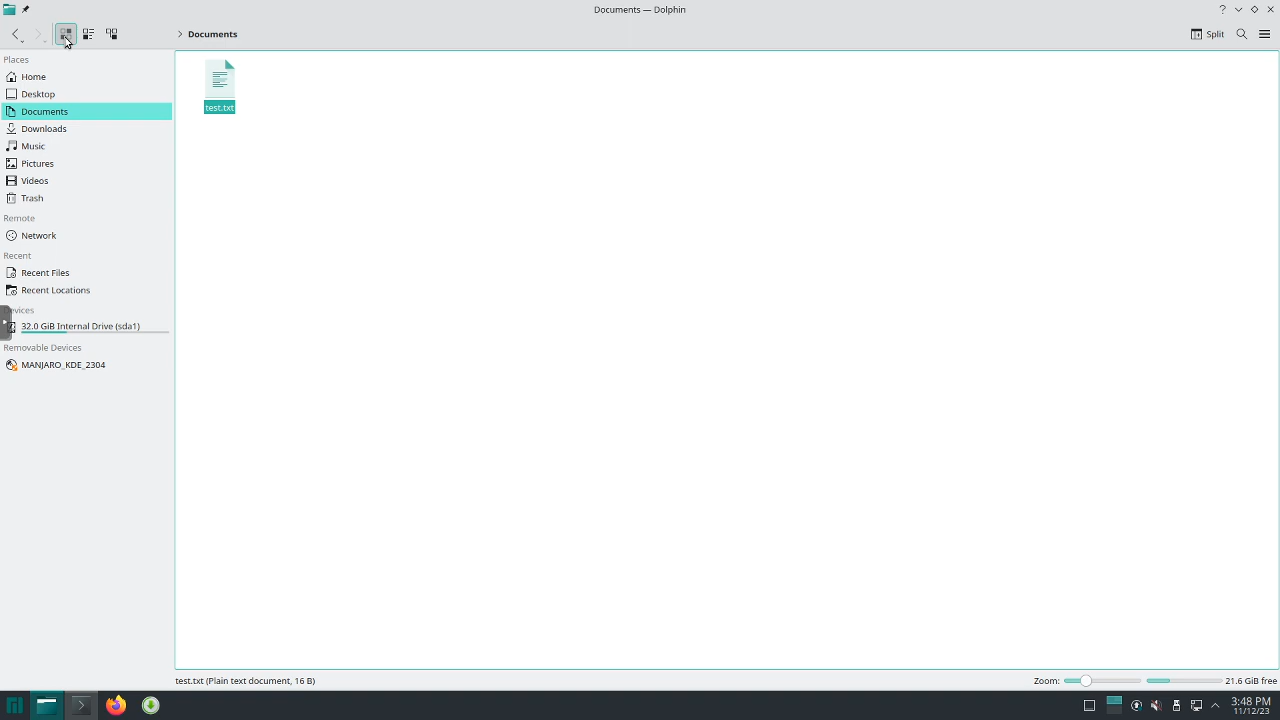 Documents — Dolphin
Documents
Split
Places
Home
Desktop
Documents
Downloads
Music
Pictures
Videos
Trash
Remote
Network
Recent
Recent Files
Recent Locations
evices
32.0 GiB Internal Drive (sda1)
Removable Devices
MANJARO_KDE_2304
test.txt
test.txt (Plain text document, 16 B)
Zoom:
21.6 GiB free
3:48 PM
11/12/23